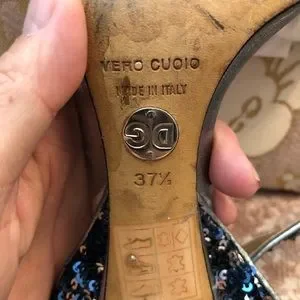 VERO CUOIO
MADE IN ITALY
DG
37½